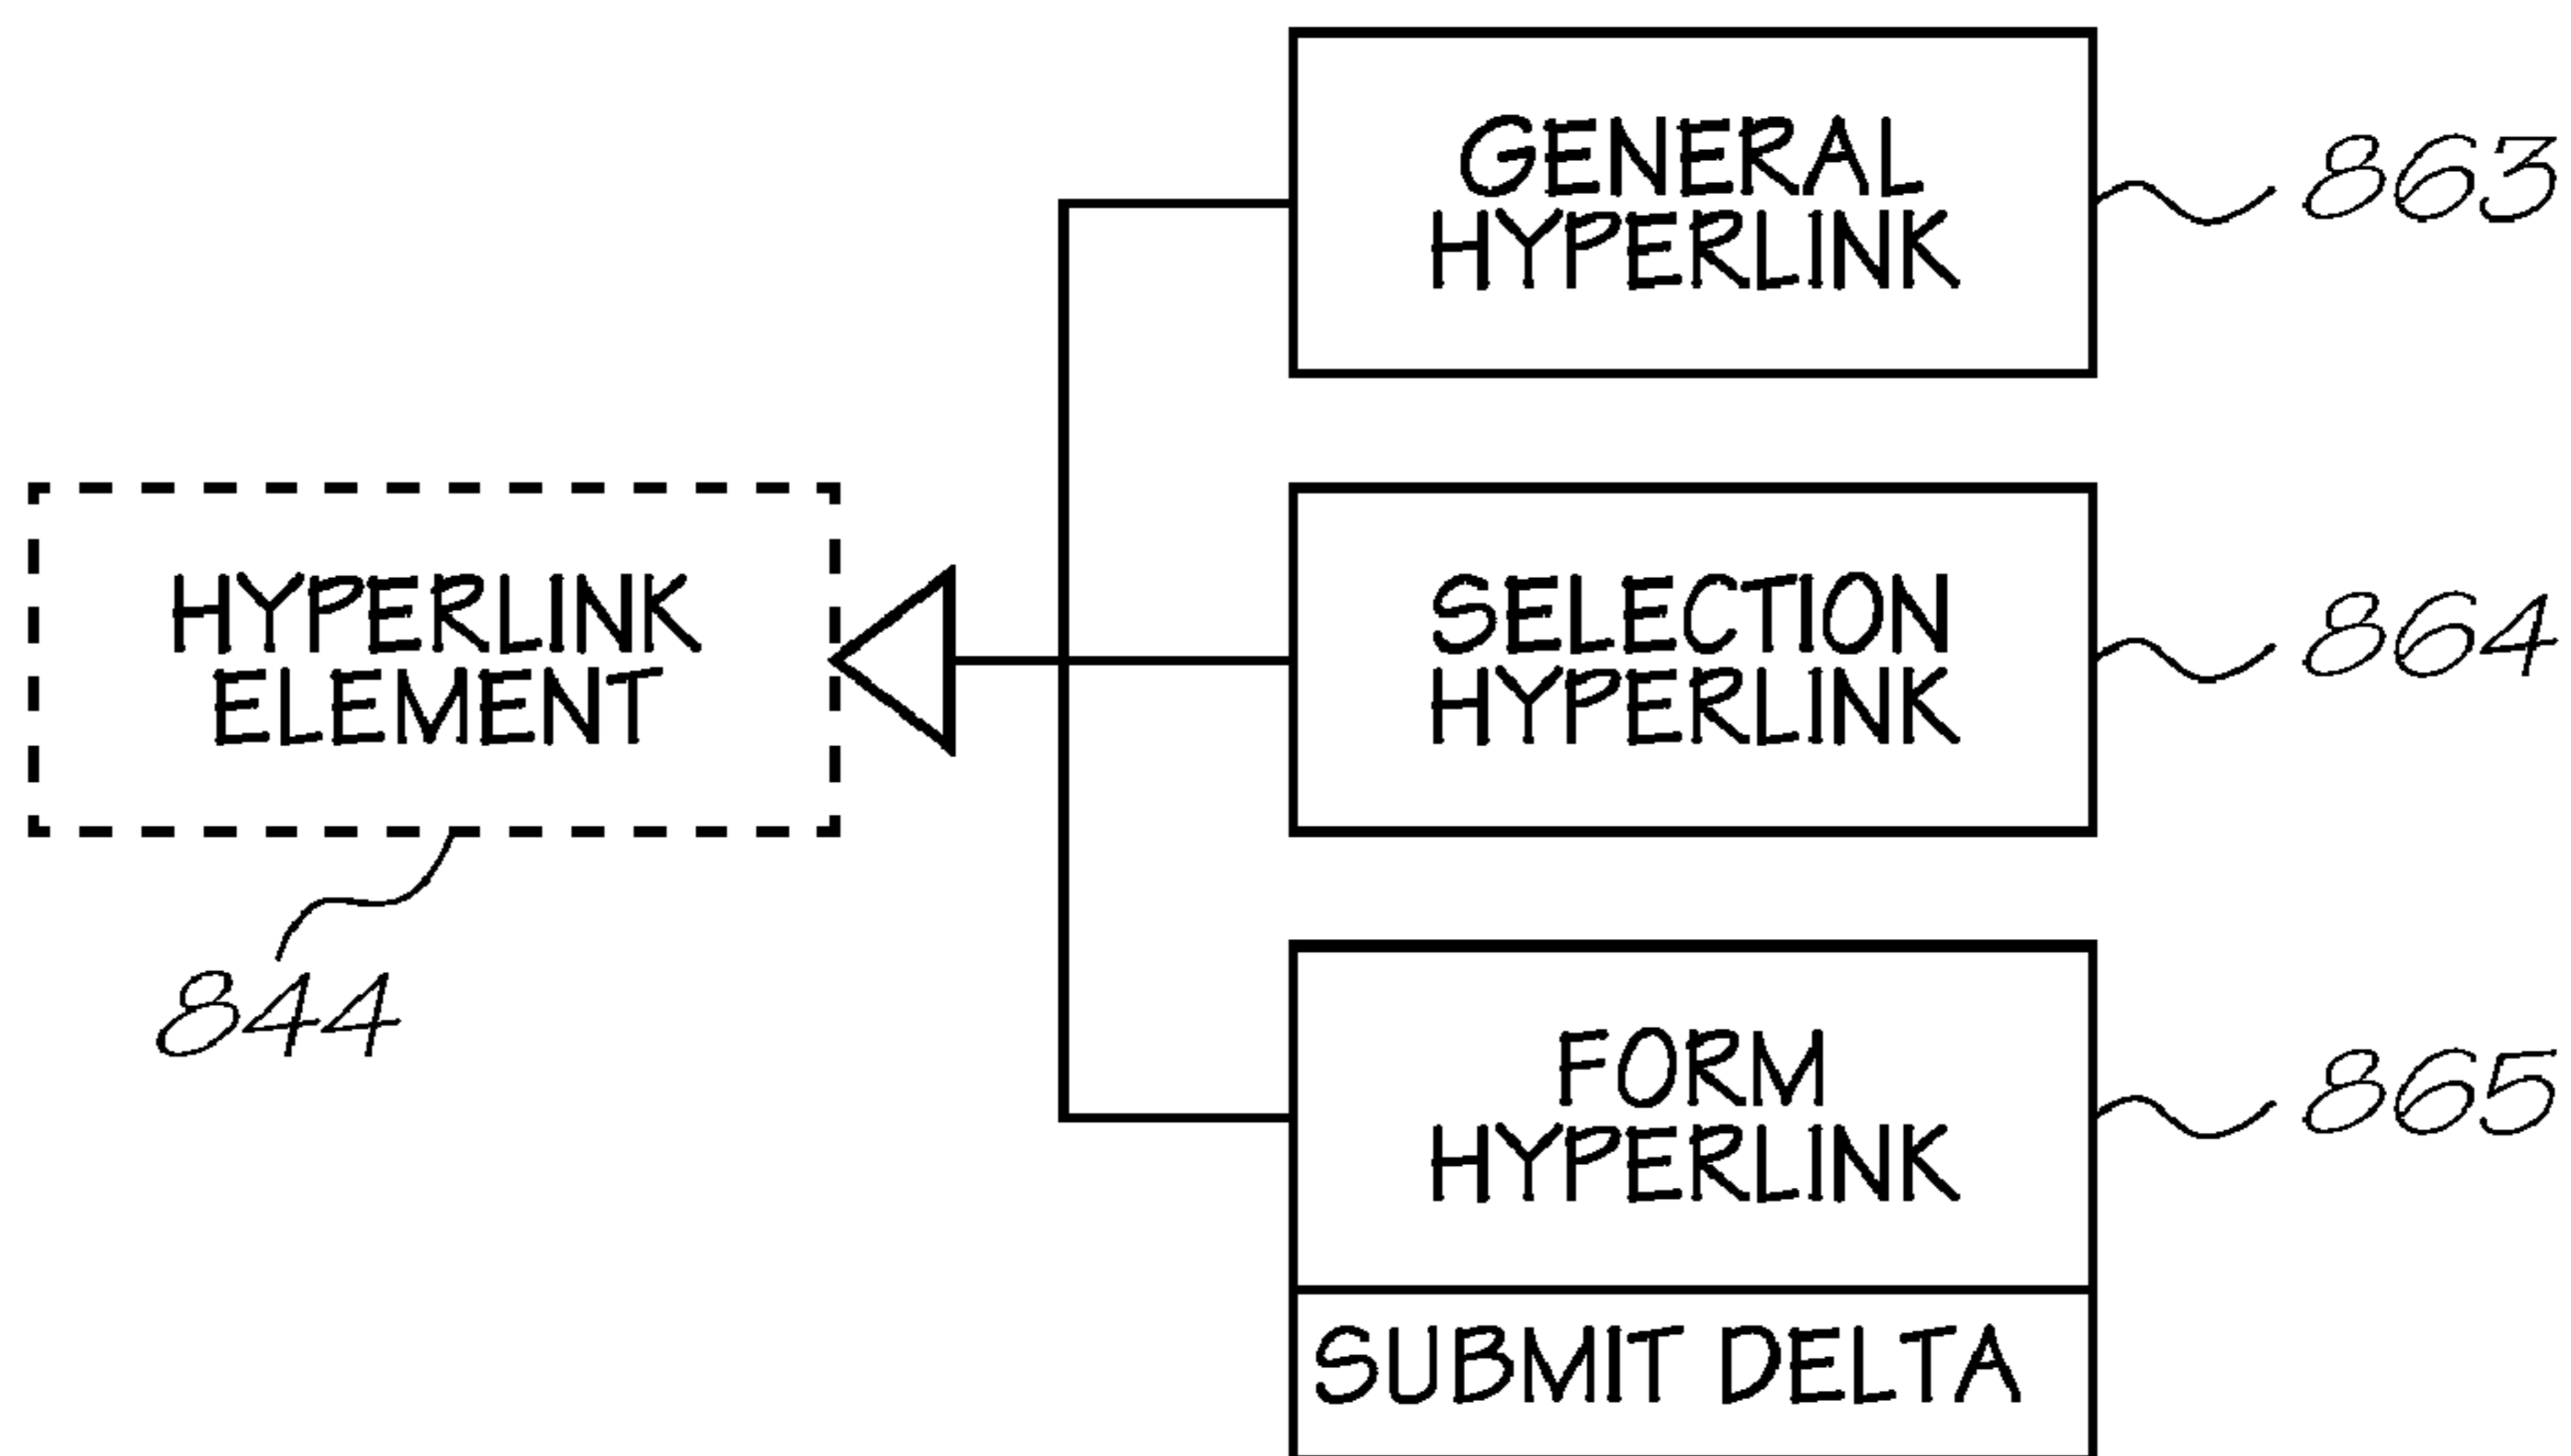 GENERAL
HYPERLINK
863
HYPERLINK
ELEMENT
844
SELECTION
HYPERLINK
864
FORM
HYPERLINK
865
SUBMIT DELTA